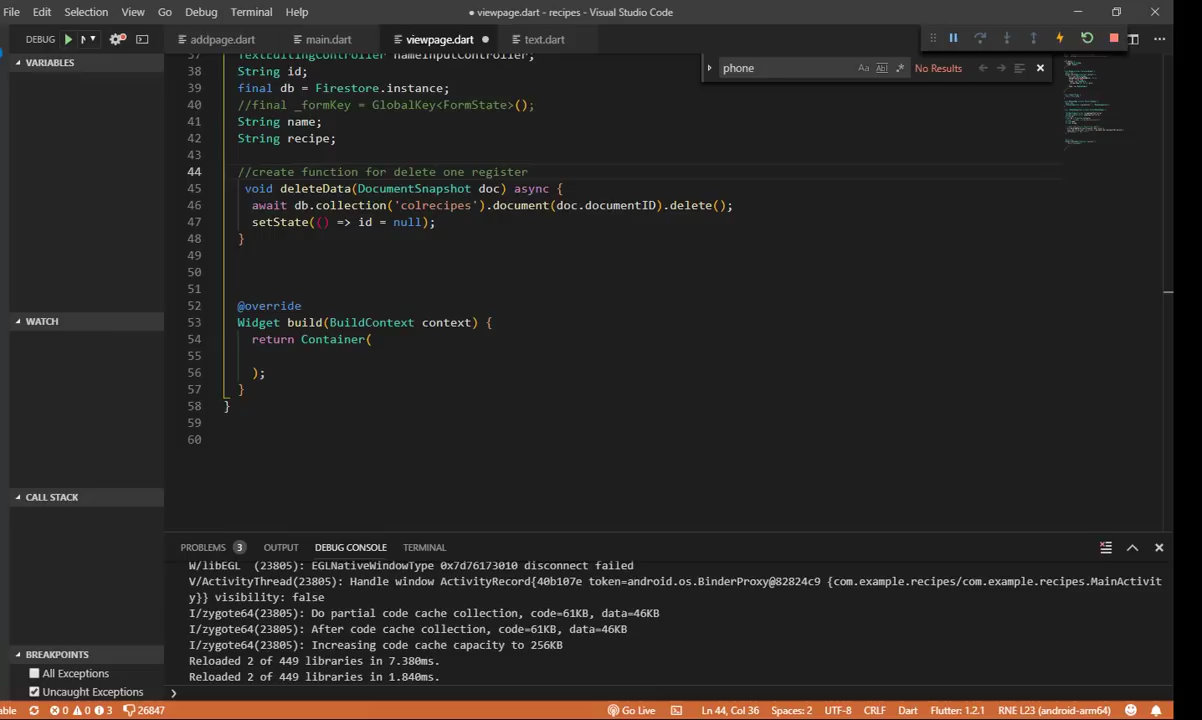 File Edit Selection View Go Debug Terminal Help
● viewpage.dart - recipes - Visual Studio Code
DEBUG
addpage.dart main.dart viewpage.dart ● text.dart
VARIABLES
phone Aa Abl .* No Results
37 TextEditingController nameInputController;
38 String id;
39 final db = Firestore.instance;
40 //final _formKey = GlobalKey<FormState>();
41 String name;
42 String recipe;
43
44 //create function for delete one register
45 void deleteData(DocumentSnapshot doc) async {
46 await db.collection('colrecipes').document(doc.documentID).delete();
47 setState(() => id = null);
48 }
49
50
51
52 @override
53 Widget build(BuildContext context) {
54 return Container(
55
56 );
57 }
58 }
59
60
WATCH
CALL STACK
BREAKPOINTS
All Exceptions
Uncaught Exceptions
PROBLEMS 3 OUTPUT DEBUG CONSOLE TERMINAL
W/libEGL (23805): EGLNativeWindowType 0x7d76173010 disconnect failed
V/ActivityThread(23805): Handle window ActivityRecord{40b107e token=android.os.BinderProxy@82824c9 {com.example.recipes/com.example.recipes.MainActivit
y}} visibility: false
I/zygote64(23805): Do partial code cache collection, code=61KB, data=46KB
I/zygote64(23805): After code cache collection, code=61KB, data=46KB
I/zygote64(23805): Increasing code cache capacity to 256KB
Reloaded 2 of 449 libraries in 7.380ms.
Reloaded 2 of 449 libraries in 1.840ms.
able 0 0 3 26847 Go Live Ln 44, Col 36 Spaces: 2 UTF-8 CRLF Dart Flutter: 1.2.1 RNE L23 (android-arm64)